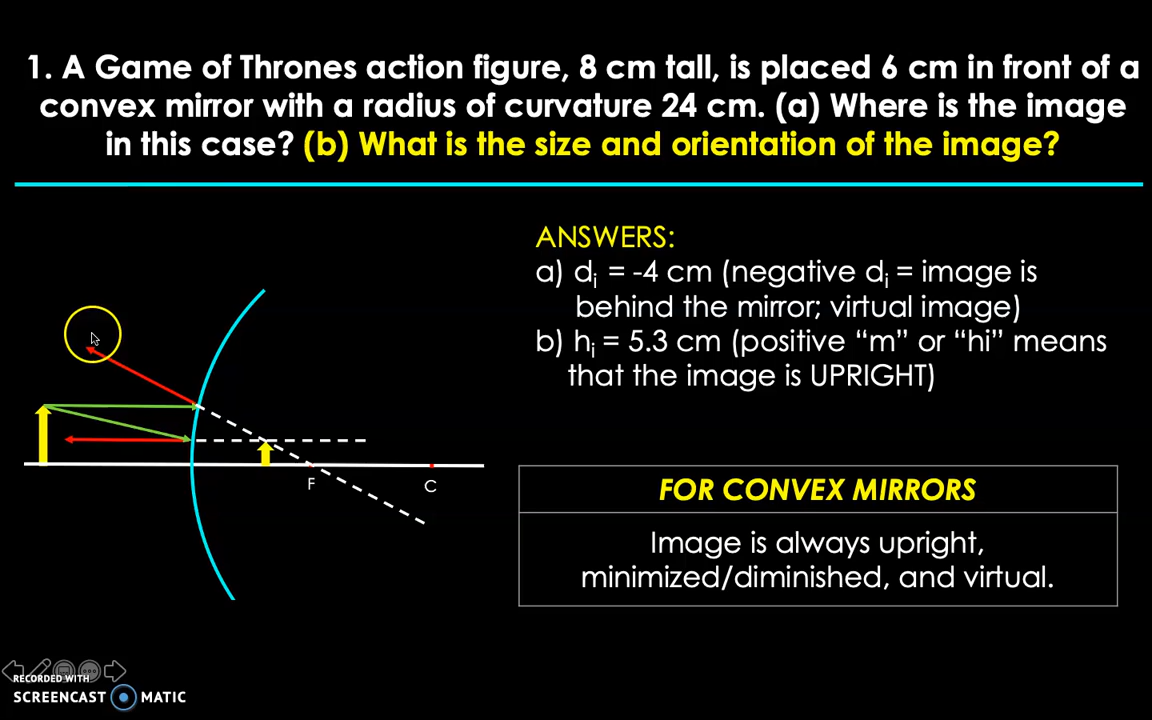 1. A Game of Thrones action figure, 8 cm tall, is placed 6 cm in front of a
convex mirror with a radius of curvature 24 cm. (a) Where is the image
in this case? (b) What is the size and orientation of the image?
ANSWERS:
a) dᵢ = -4 cm (negative dᵢ = image is
behind the mirror; virtual image)
b) hᵢ = 5.3 cm (positive “m” or “hi” means
that the image is UPRIGHT)
F
C
FOR CONVEX MIRRORS
Image is always upright,
minimized/diminished, and virtual.
RECORDED WITH
SCREENCAST MATIC